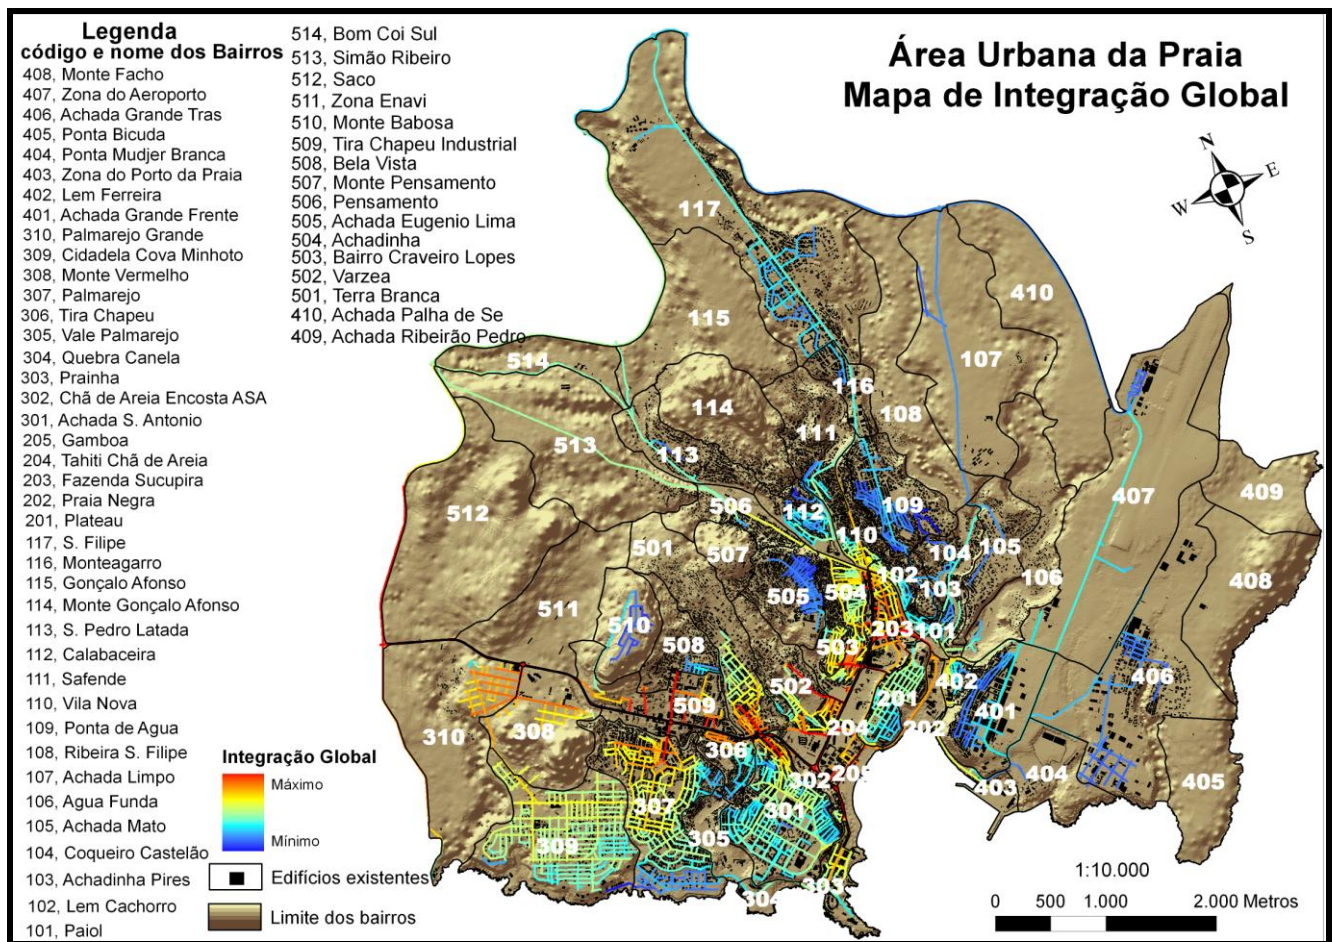 Legenda
código e nome dos Bairros
408, Monte Facho
407, Zona do Aeroporto
406, Achada Grande Tras
405, Ponta Bicuda
404, Ponta Mudjer Branca
403, Zona do Porto da Praia
402, Lem Ferreira
401, Achada Grande Frente
310, Palmarejo Grande
309, Cidadela Cova Minhoto
308, Monte Vermelho
307, Palmarejo
306, Tira Chapeu
305, Vale Palmarejo
304, Quebra Canela
303, Prainha
302, Chã de Areia Encosta ASA
301, Achada S. Antonio
205, Gamboa
204, Tahiti Chã de Areia
203, Fazenda Sucupira
202, Praia Negra
201, Plateau
117, S. Filipe
116, Monteagarro
115, Gonçalo Afonso
114, Monte Gonçalo Afonso
113, S. Pedro Latada
112, Calabaceira
111, Safende
110, Vila Nova
109, Ponta de Agua
108, Ribeira S. Filipe
107, Achada Limpo
106, Agua Funda
105, Achada Mato
104, Coqueiro Castelão
103, Achadinha Pires
102, Lem Cachorro
101, Paiol
514, Bom Coi Sul
513, Simão Ribeiro
512, Saco
511, Zona Enavi
510, Monte Babosa
509, Tira Chapeu Industrial
508, Bela Vista
507, Monte Pensamento
506, Pensamento
505, Achada Eugenio Lima
504, Achadinha
503, Bairro Craveiro Lopes
502, Varzea
501, Terra Branca
410, Achada Palha de Se
409, Achada Ribeirão Pedro
Integração Global
Máximo
Mínimo
Edifícios existentes
Limite dos bairros
Área Urbana da Praia
Mapa de Integração Global
N
E
W
S
117
410
115
107
514
116
114
108
111
513
113
407
409
512
506
112
109
110
104
105
501
507
102
106
408
511
505
504
103
510
203
101
508
503
402
406
502
201
509
401
310
308
204
202
306
404
405
302
205
403
307
301
305
309
303
304
1:10.000
0 500 1.000 2.000 Metros